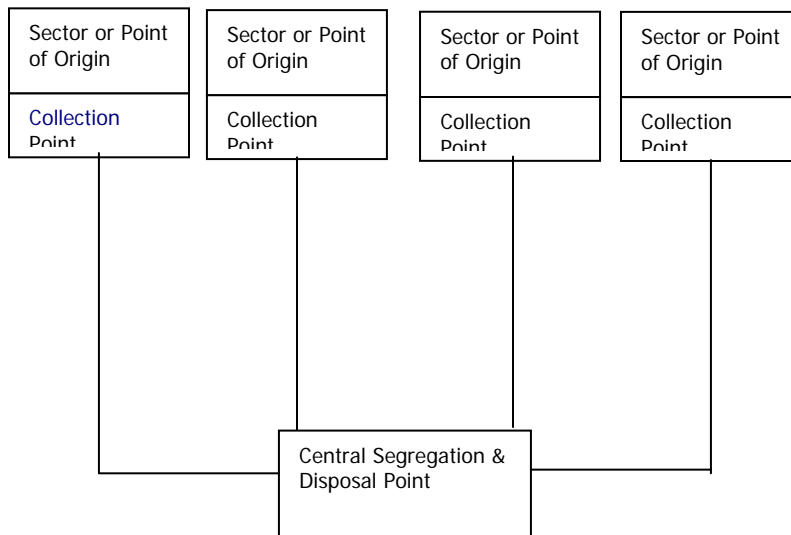 Sector or Point
of Origin
Collection
Point
Sector or Point
of Origin
Collection
Point
Sector or Point
of Origin
Collection
Point
Sector or Point
of Origin
Collection
Point
Central Segregation &
Disposal Point